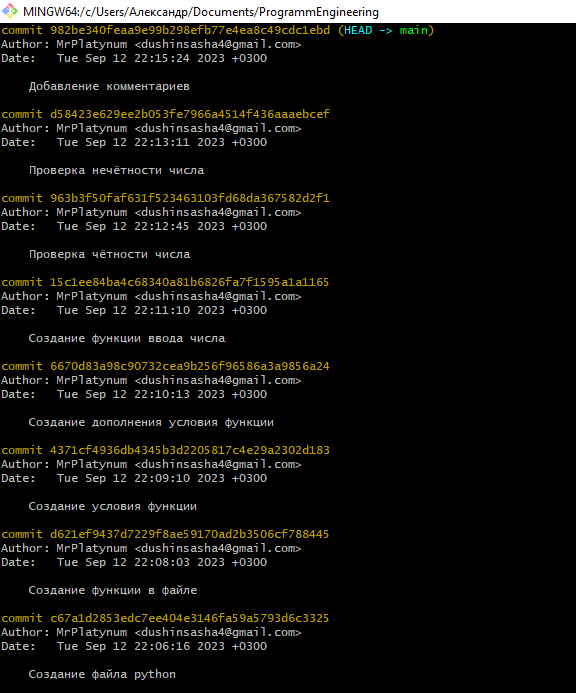 MINGW64:/c/Users/Александр/Documents/ProgrammEngineering
commit 982be340feaa9e99b298efb77e4ea8c49cdc1ebd (HEAD -> main)
Author: MrPlatynum <dushinsasha4@gmail.com>
Date:   Tue Sep 12 22:15:24 2023 +0300
Добавление комментариев
commit d58423e629ee2b053fe7966a4514f436aaaebcef
Author: MrPlatynum <dushinsasha4@gmail.com>
Date:   Tue Sep 12 22:13:11 2023 +0300
Проверка нечётности числа
commit 963b3f50faf631f523463103fd68da367582d2f1
Author: MrPlatynum <dushinsasha4@gmail.com>
Date:   Tue Sep 12 22:12:45 2023 +0300
Проверка чётности числа
commit 15c1ee84ba4c68340a81b6826fa7f1595a1a1165
Author: MrPlatynum <dushinsasha4@gmail.com>
Date:   Tue Sep 12 22:11:10 2023 +0300
Создание функции ввода числа
commit 6670d83a98c90732cea9b256f96586a3a9856a24
Author: MrPlatynum <dushinsasha4@gmail.com>
Date:   Tue Sep 12 22:10:13 2023 +0300
Создание дополнения условия функции
commit 4371cf4936db4345b3d2205817c4e29a2302d183
Author: MrPlatynum <dushinsasha4@gmail.com>
Date:   Tue Sep 12 22:09:10 2023 +0300
Создание условия функции
commit d621ef9437d7229f8ae59170ad2b3506cf788445
Author: MrPlatynum <dushinsasha4@gmail.com>
Date:   Tue Sep 12 22:08:03 2023 +0300
Создание функции в файле
commit c67a1d2853edc7ee404e3146fa59a5793d6c3325
Author: MrPlatynum <dushinsasha4@gmail.com>
Date:   Tue Sep 12 22:06:16 2023 +0300
Создание файла python